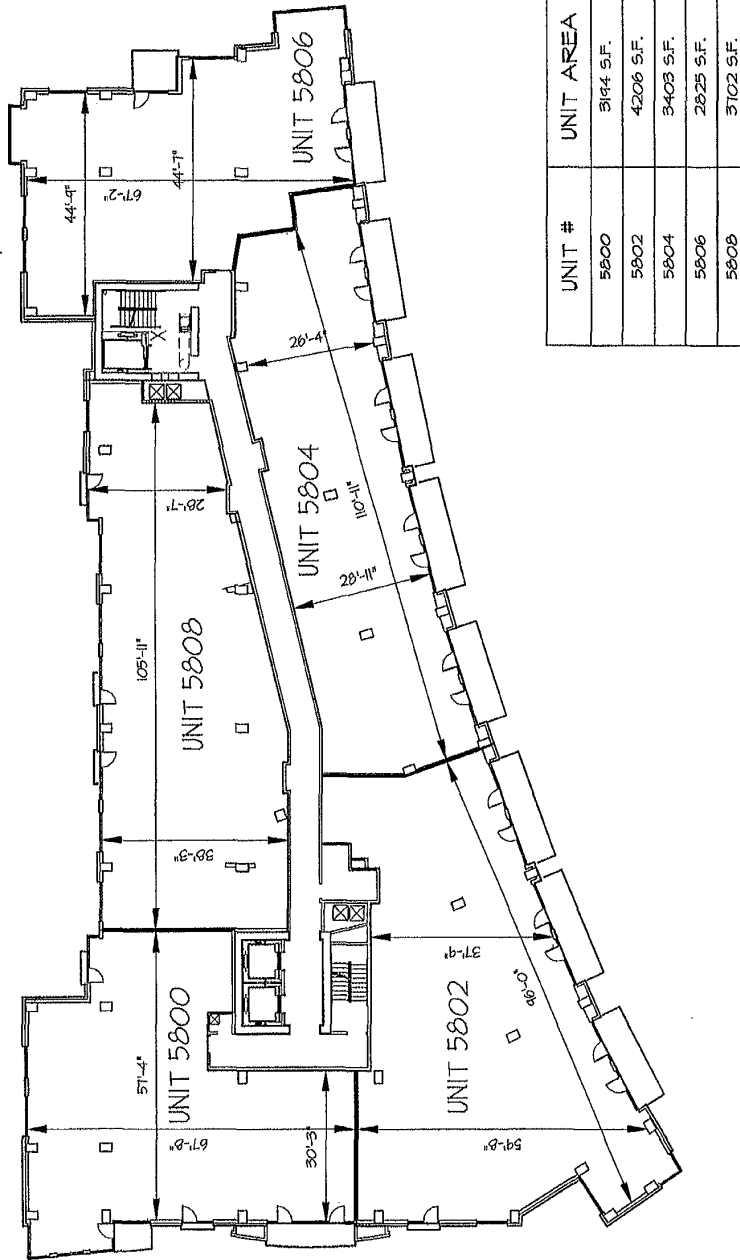 44'-9"
67'-2"
44'-7"
UNIT 5806
26'-4"
UNIT 5804
110'-11"
28'-11"
28'-7"
105'-11"
UNIT 5808
38'-3"
57'-4"
UNIT 5800
67'-8"
30'-3"
37'-9"
96'-0"
UNIT 5802
59'-8"
UNIT # UNIT AREA
5800 3194 S.F.
5802 4206 S.F.
5804 3403 S.F.
5806 2825 S.F.
5808 3702 S.F.